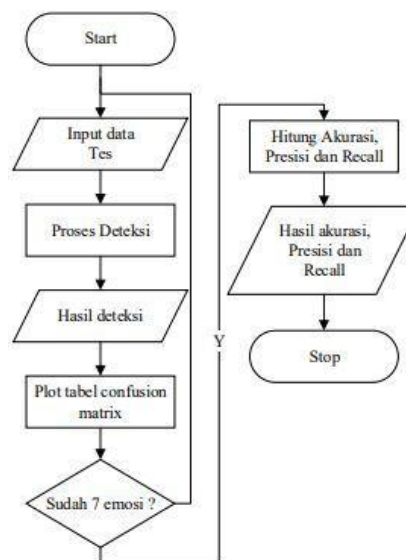 Start
Input data
Tes
Proses Deteksi
Hasil deteksi
Plot tabel confusion
matrix
Sudah 7 emosi ?
Y
Hitung Akurasi,
Presisi dan Recall
Hasil akurasi,
Presisi dan
Recall
Stop